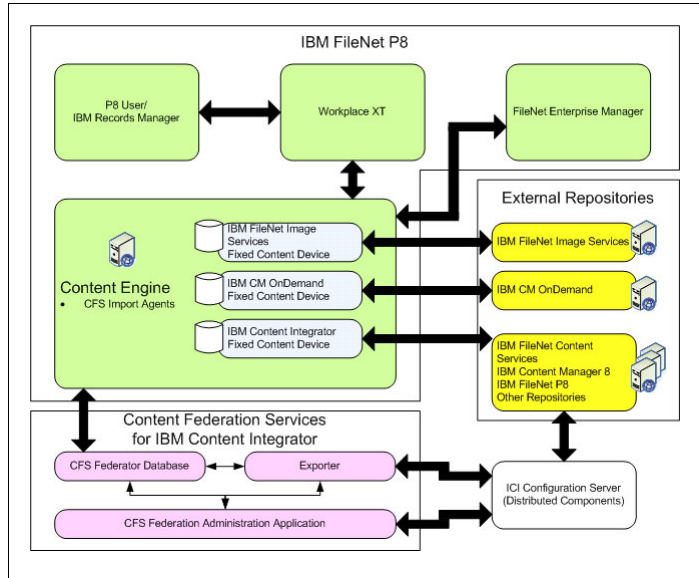 IBM FileNet P8
P8 User/
IBM Records Manager
Workplace XT
FileNet Enterprise Manager
External Repositories
IBM FileNet Image
Services
Fixed Content Device
IBM FileNet Image Services
Content Engine
• CFS Import Agents
IBM CM OnDemand
Fixed Content Device
IBM CM OnDemand
IBM Content Integrator
Fixed Content Device
IBM FileNet Content
Services
IBM Content Manager 8
IBM FileNet P8
Other Repositories
Content Federation Services
for IBM Content Integrator
CFS Federator Database
Exporter
ICI Configuration Server
(Distributed Components)
CFS Federation Administration Application